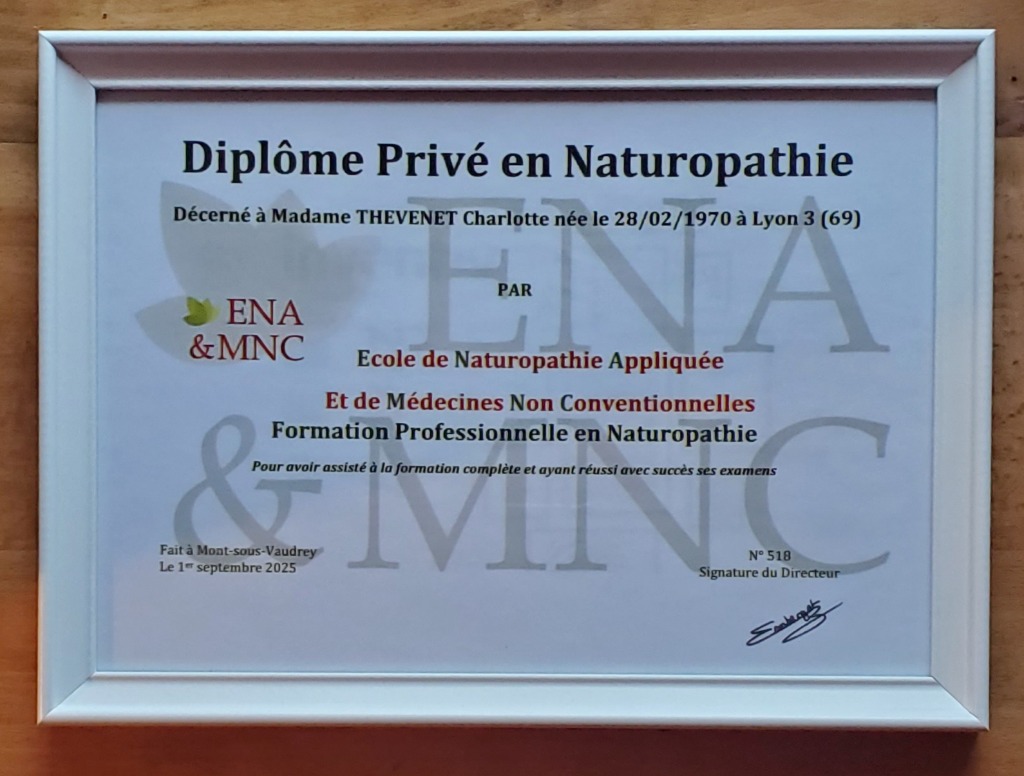 Diplôme Privé en Naturopathie
Décerné à Madame THEVENET Charlotte née le 28/02/1970 à Lyon 3 (69)
PAR
ENA
&MNC
Ecole de Naturopathie Appliquée
Et de Médecines Non Conventionnelles
Formation Professionnelle en Naturopathie
Pour avoir assisté à la formation complète et ayant réussi avec succès ses examens
Fait à Mont-sous-Vaudrey
Le 1er septembre 2025
N° 518
Signature du Directeur
ENA
&MNC